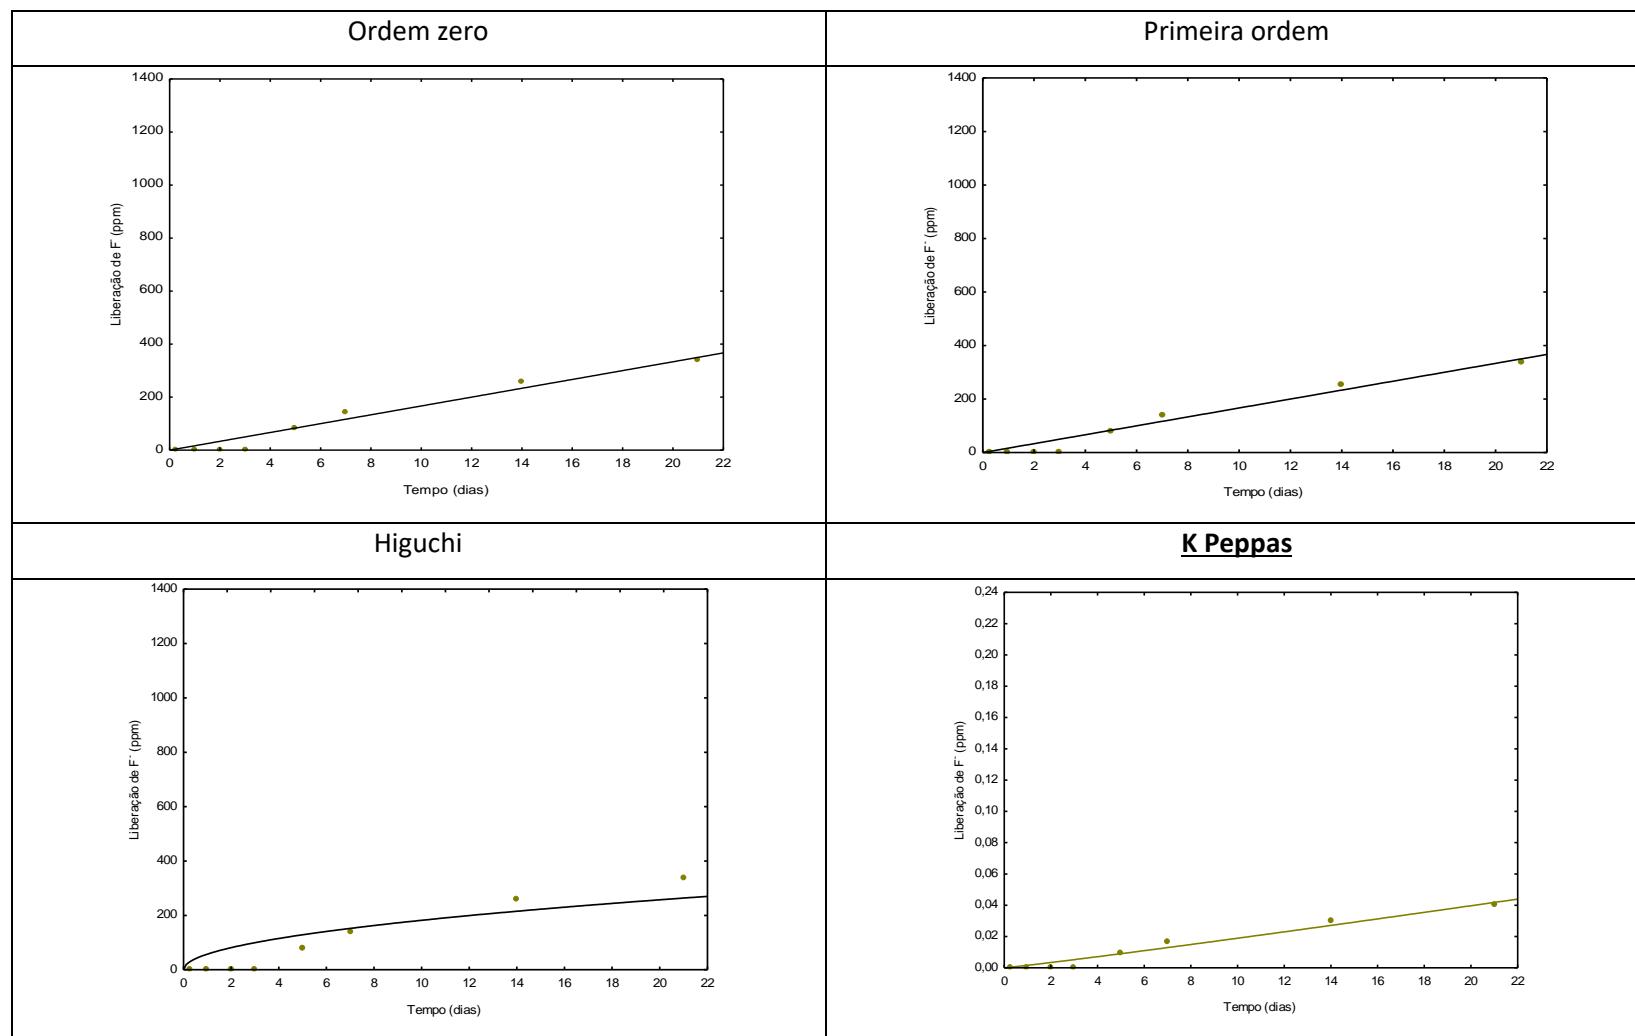 Ordem zero
Primeira ordem
1400
1200
1000
800
600
400
200
0
0 2 4 6 8 10 12 14 16 18 20 22
Liberação de F⁻ (ppm)
Tempo (dias)
1400
1200
1000
800
600
400
200
0
0 2 4 6 8 10 12 14 16 18 20 22
Liberação de F⁻ (ppm)
Tempo (dias)
Higuchi
K Peppas
1400
1200
1000
800
600
400
200
0
0 2 4 6 8 10 12 14 16 18 20 22
Liberação de F⁻ (ppm)
Tempo (dias)
0,24
0,22
0,20
0,18
0,16
0,14
0,12
0,10
0,08
0,06
0,04
0,02
0,00
0 2 4 6 8 10 12 14 16 18 20 22
Liberação de F⁻ (ppm)
Tempo (dias)